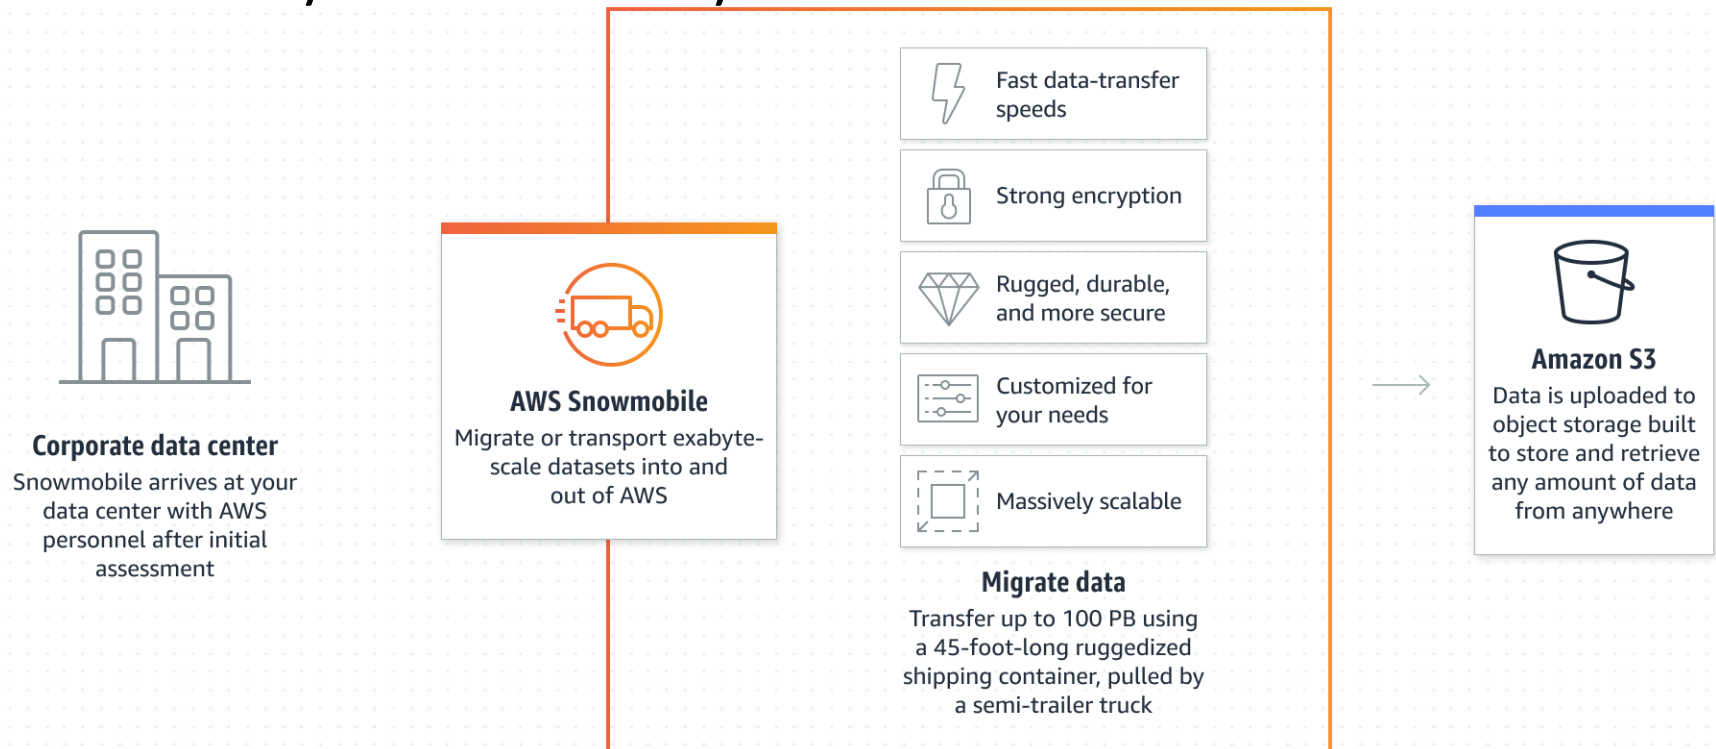 Corporate data center
Snowmobile arrives at your
data center with AWS
personnel after initial
assessment
AWS Snowmobile
Migrate or transport exabyte-
scale datasets into and
out of AWS
Fast data-transfer
speeds
Strong encryption
Rugged, durable,
and more secure
Customized for
your needs
Massively scalable
Migrate data
Transfer up to 100 PB using
a 45-foot-long ruggedized
shipping container, pulled by
a semi-trailer truck
Amazon S3
Data is uploaded to
object storage built
to store and retrieve
any amount of data
from anywhere